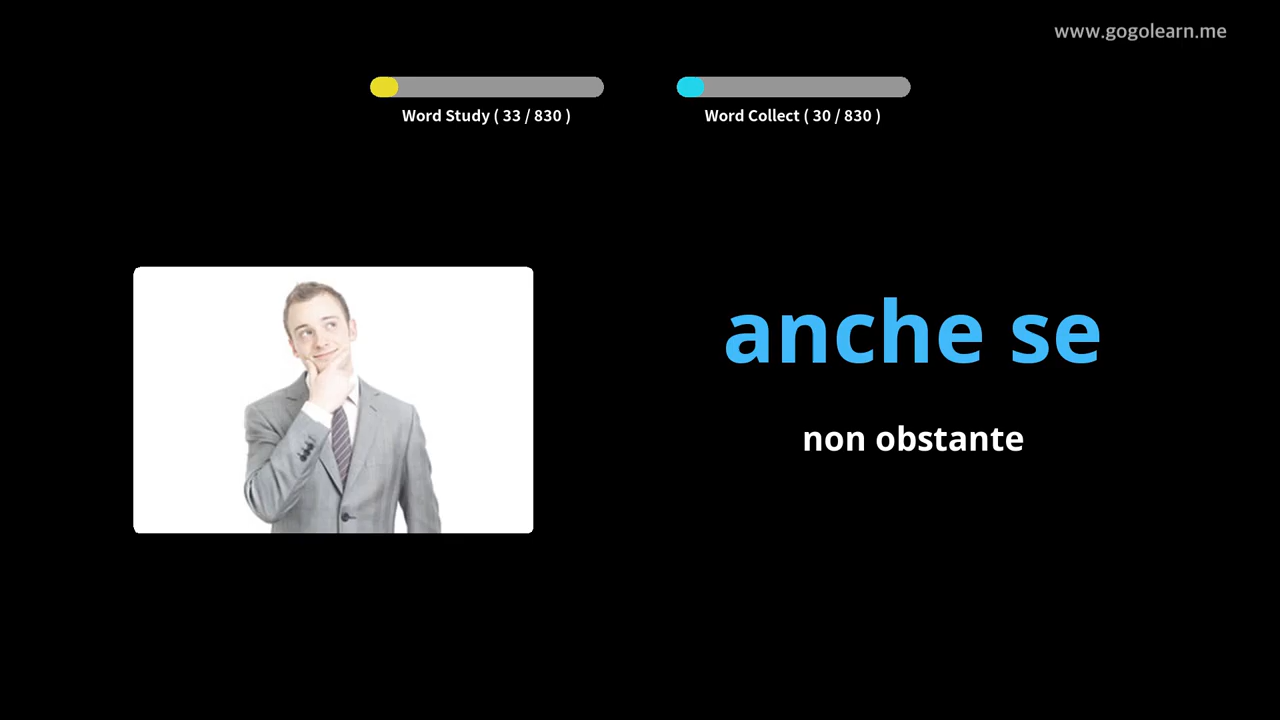 www.gogolearn.me
Word Study ( 33 / 830 )
Word Collect ( 30 / 830 )
anche se
non obstante